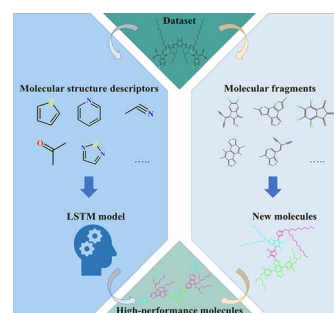 Dataset
Molecular structure descriptors
S
N
N
O
S
N N
.....
LSTM model
Molecular fragments
.....
New molecules
High-performance molecules